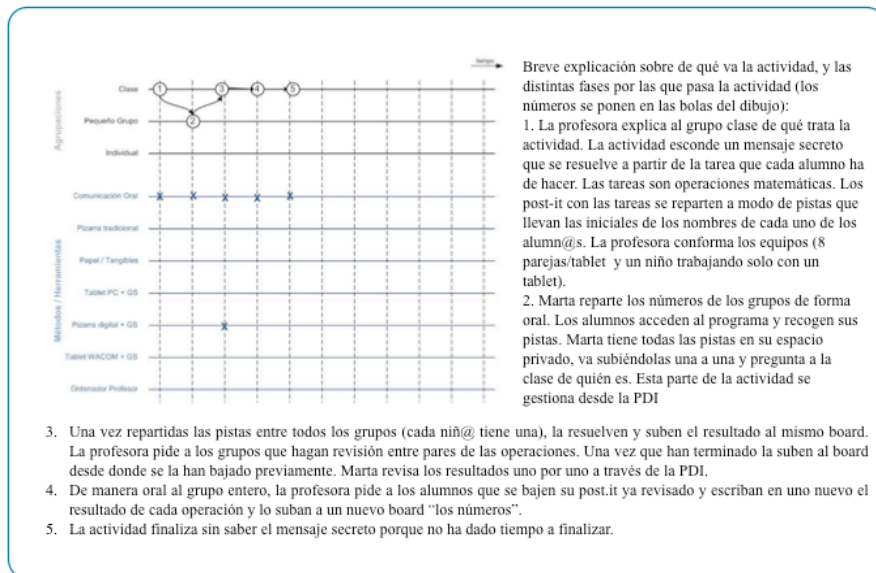 tiempo
Breve explicación sobre de qué va la actividad, y las
distintas fases por las que pasa la actividad (los
números se ponen en las bolas del dibujo):
1. La profesora explica al grupo clase de qué trata la
actividad. La actividad esconde un mensaje secreto
que se resuelve a partir de la tarea que cada alumno ha
de hacer. Las tareas son operaciones matemáticas. Los
post-it con las tareas se reparten a modo de pistas que
llevan las iniciales de los nombres de cada uno de los
alumn@s. La profesora conforma los equipos (8
parejas/tablet y un niño trabajando solo con un
tablet).
2. Marta reparte los números de los grupos de forma
oral. Los alumnos acceden al programa y recogen sus
pistas. Marta tiene todas las pistas en su espacio
privado, va subiéndolas una a una y pregunta a la
clase de quién es. Esta parte de la actividad se
gestiona desde la PDI
Agrupaciones
Clase 1 3 4 5
Pequeño Grupo 2
Individual
Métodos / Herramientas
Comunicación Oral X X X X X
Pizarra tradicional
Papel / Tangibles
Tablet PC + GS
Pizarra digital + GS X
Tablet WACOM + GS
Ordenador Profesor
3. Una vez repartidas las pistas entre todos los grupos (cada niñ@ tiene una), la resuelven y suben el resultado al mismo board.
La profesora pide a los grupos que hagan revisión entre pares de las operaciones. Una vez que han terminado la suben al board
desde donde se la han bajado previamente. Marta revisa los resultados uno por uno a través de la PDI.
4. De manera oral al grupo entero, la profesora pide a los alumnos que se bajen su post.it ya revisado y escriban en uno nuevo el
resultado de cada operación y lo suban a un nuevo board “los números”.
5. La actividad finaliza sin saber el mensaje secreto porque no ha dado tiempo a finalizar.